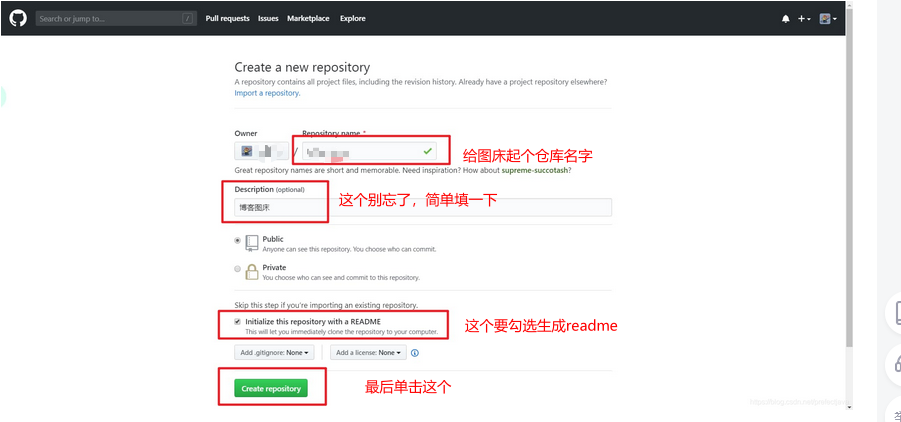 Search or jump to...
/
Pull requests Issues Marketplace Explore
Create a new repository
A repository contains all project files, including the revision history. Already have a project repository elsewhere?
Import a repository.
Owner
Repository name *
/
给图床起个仓库名字
Great repository names are short and memorable. Need inspiration? How about supreme-succotash?
Description (optional)
这个别忘了，简单填一下
博客图床
Public
Anyone can see this repository. You choose who can commit.
Private
You choose who can see and commit to this repository.
Skip this step if you're importing an existing repository.
Initialize this repository with a README
这个要勾选生成readme
This will let you immediately clone the repository to your computer.
Add .gitignore: None
Add a license: None
Create repository
最后单击这个